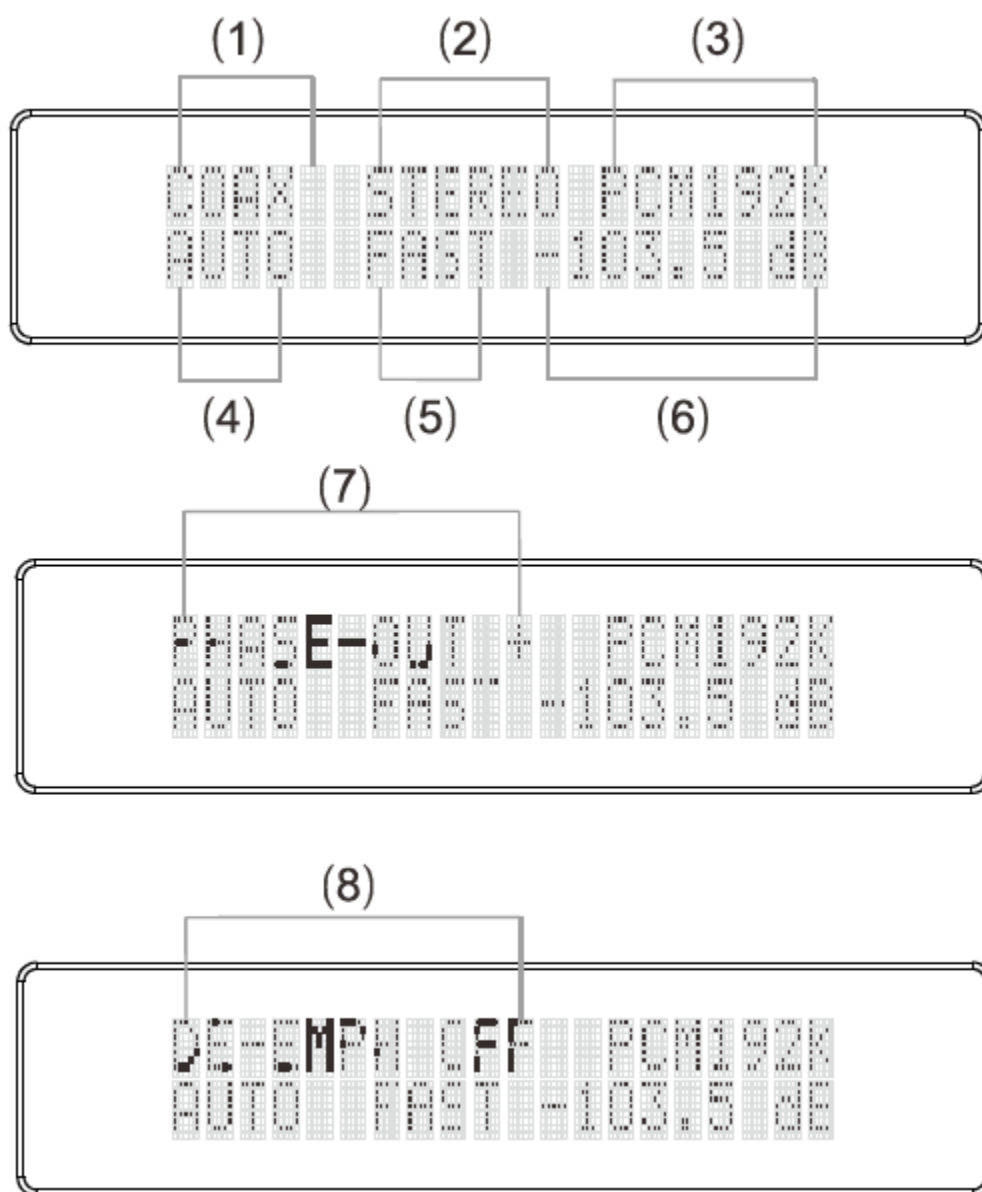 (1) (2) (3)
COAX STEREO PCM192K
AUTO FAST -103.5 dB
(4) (5) (6)
(7)
PHASE-OUT + PCM192K
AUTO FAST -103.5 dB
(8)
DE-EMPH OFF PCM192K
AUTO FAST -103.5 dB